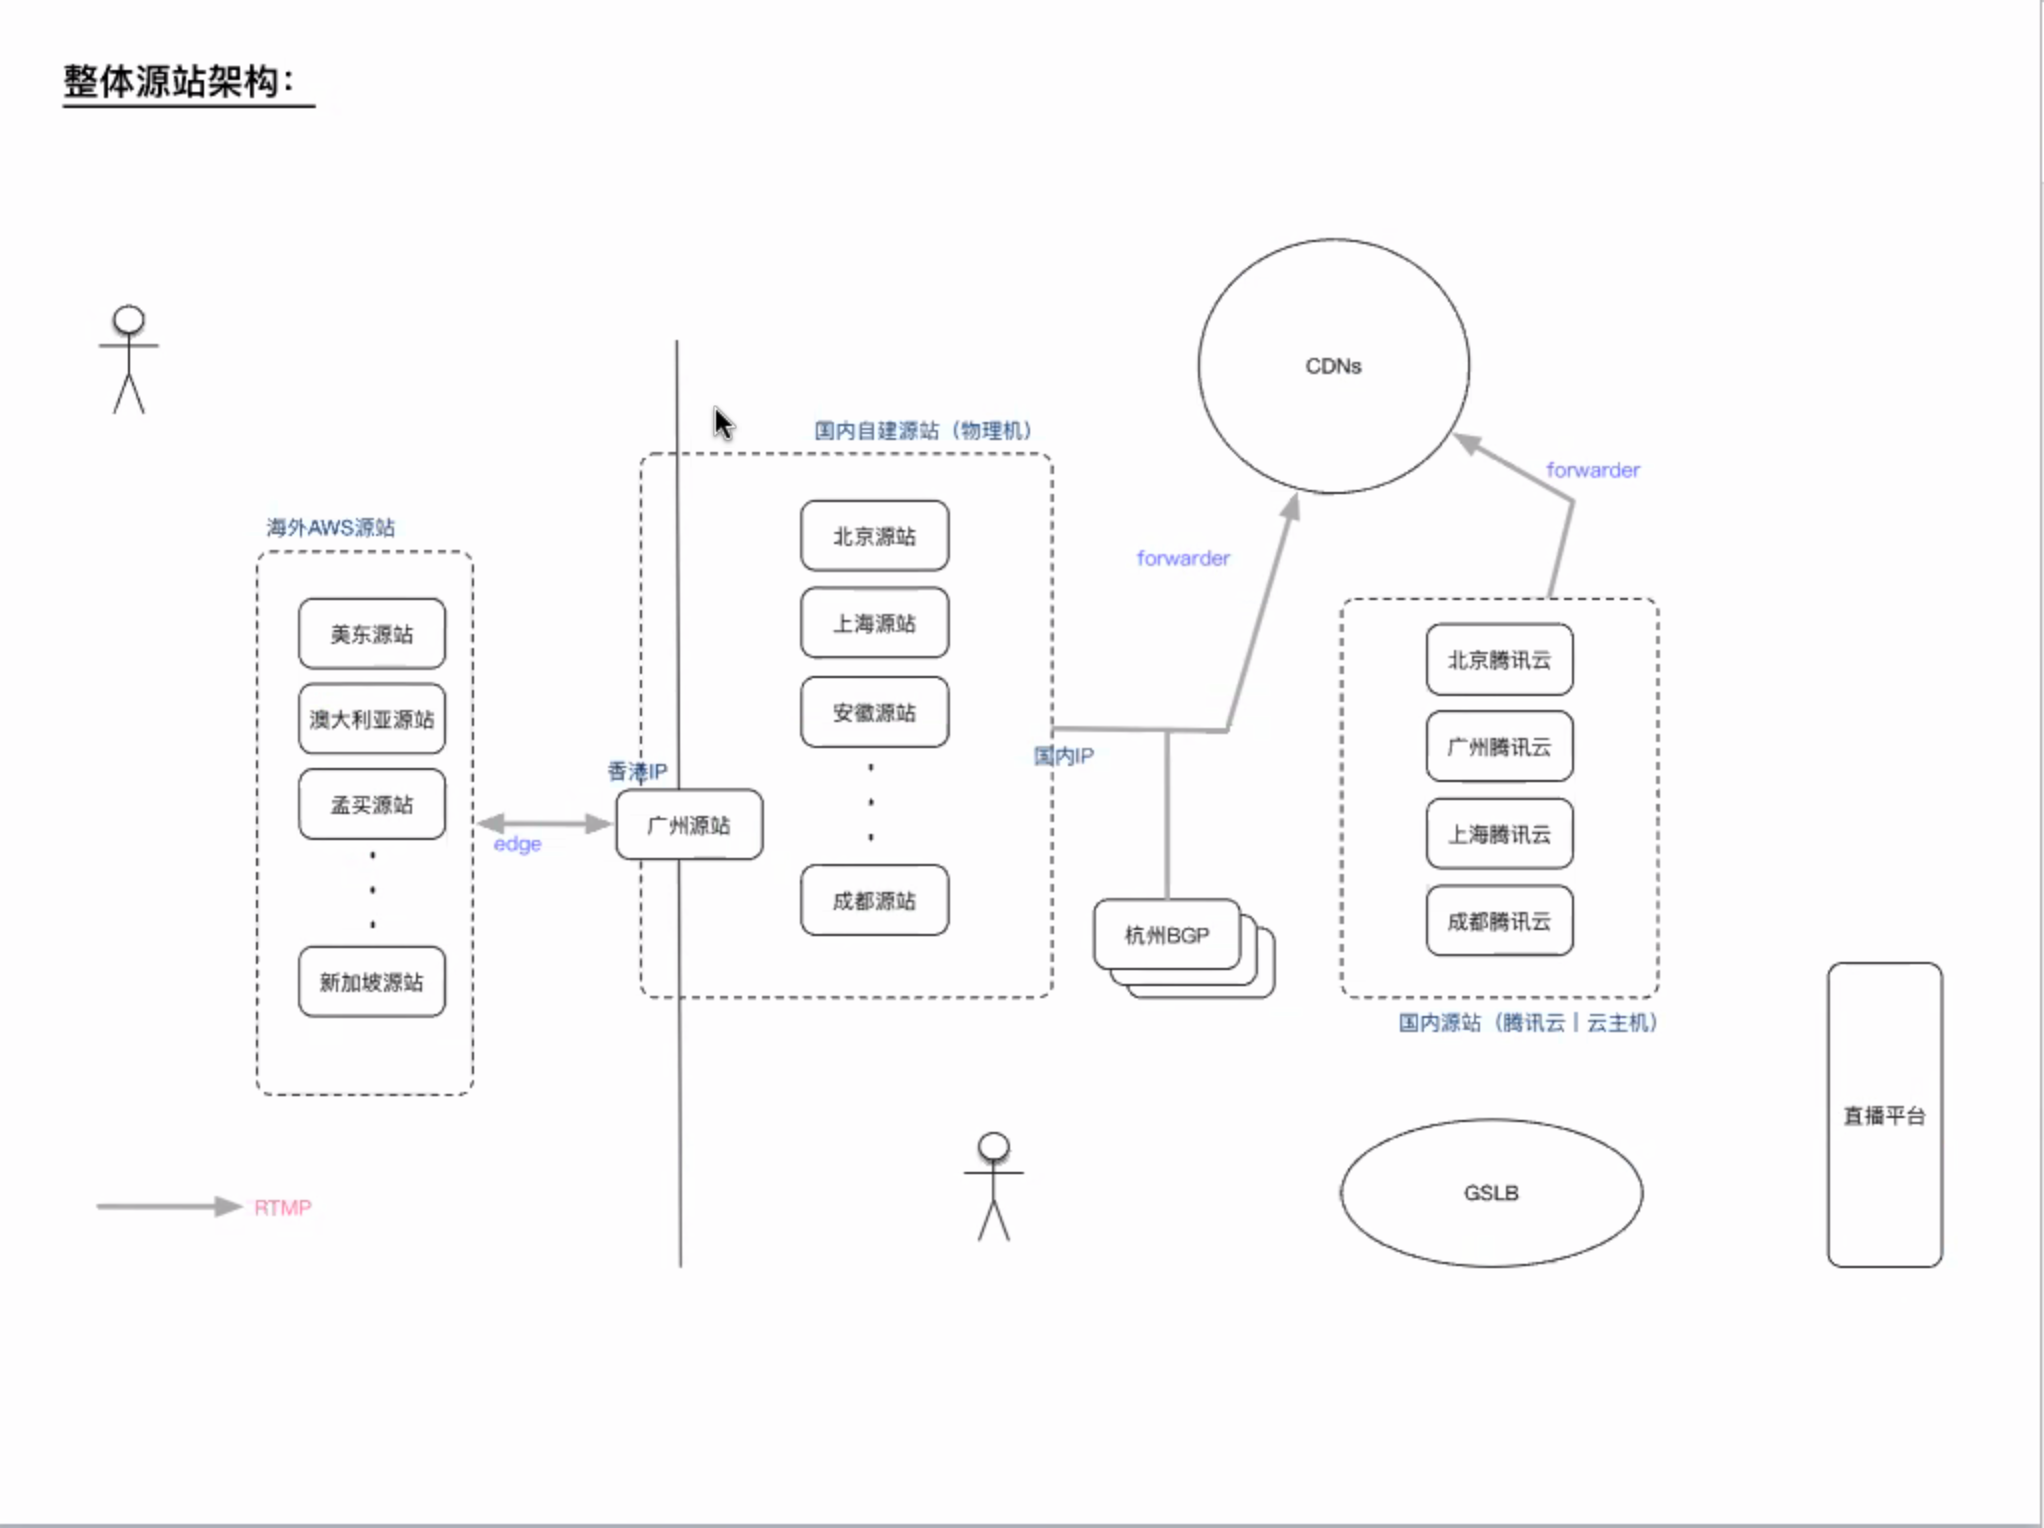 整体源站架构：
CDNs
国内自建源站（物理机）
forwarder
海外AWS源站
北京源站
forwarder
美东源站
上海源站
北京腾讯云
澳大利亚源站
安徽源站
广州腾讯云
国内IP
香港IP
孟买源站
广州源站
上海腾讯云
edge
成都源站
杭州BGP
成都腾讯云
新加坡源站
国内源站（腾讯云丨云主机）
直播平台
GSLB
RTMP